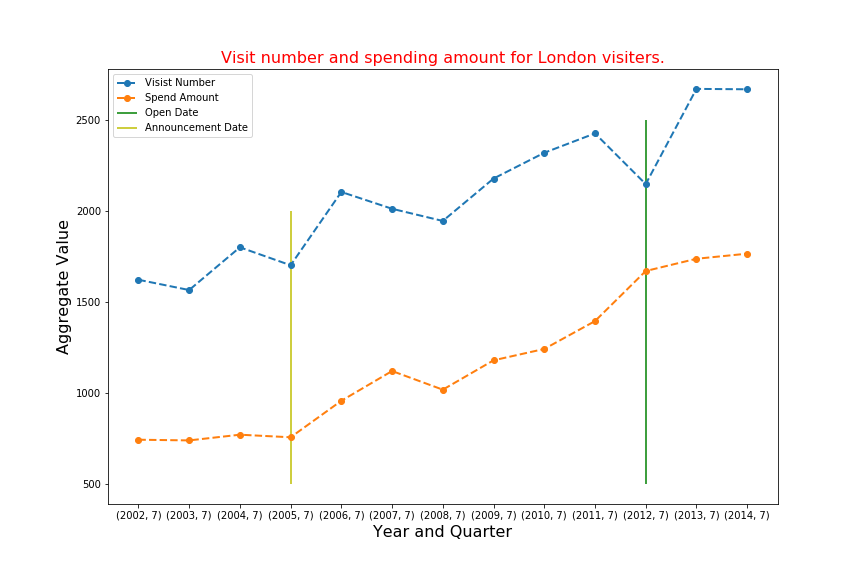 Visit number and spending amount for London visiters.
Visist Number
Spend Amount
Open Date
Announcement Date
Aggregate Value
2500
2000
1500
1000
500
(2002, 7) (2003, 7) (2004, 7) (2005, 7) (2006, 7) (2007, 7) (2008, 7) (2009, 7) (2010, 7) (2011, 7) (2012, 7) (2013, 7) (2014, 7)
Year and Quarter